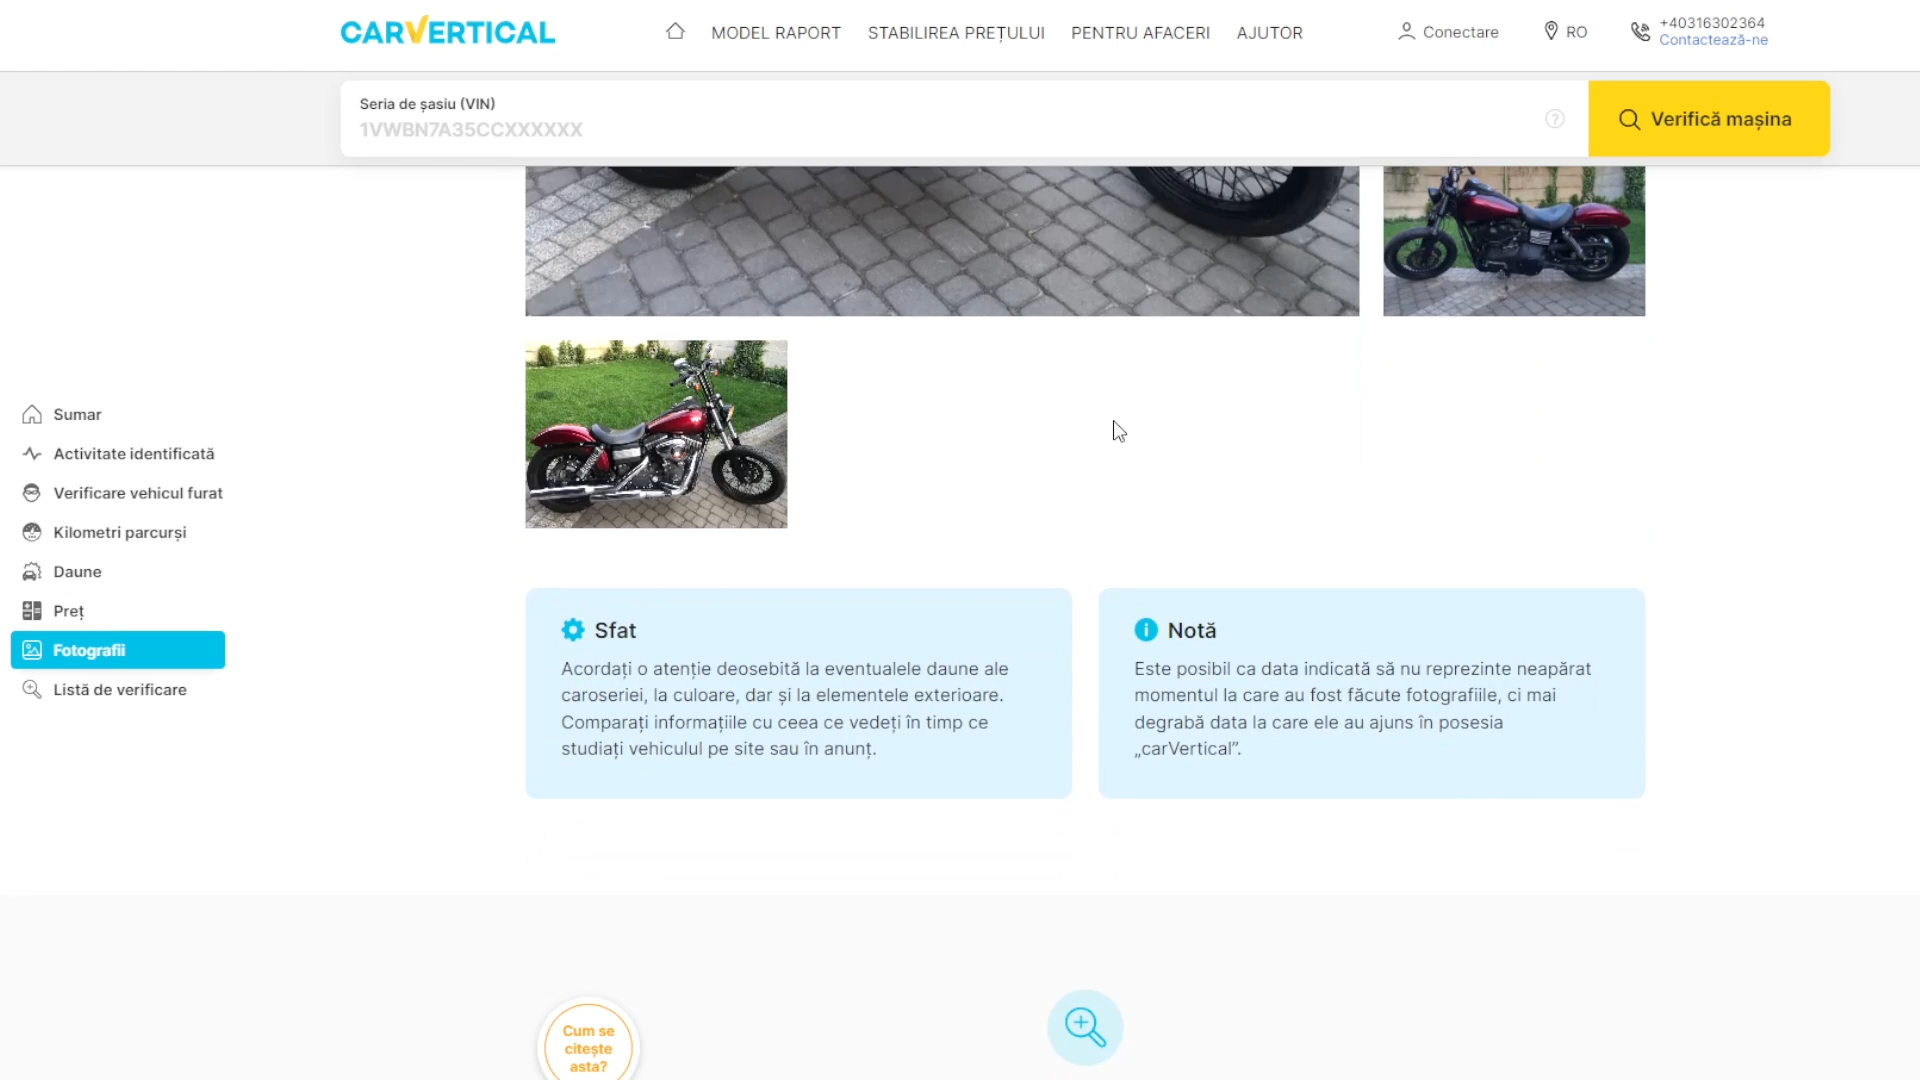 CARVERTICAL
MODEL RAPORT
STABILIREA PREȚULUI
PENTRU AFACERI
AJUTOR
Conectare
RO
+40316302364
Contactează-ne
Seria de șasiu (VIN)
1VWBN7A35CCXXXXXX
?
Verifică mașina
Sumar
Activitate identificată
Verificare vehicul furat
Kilometri parcurși
Daune
Preț
Fotografii
Listă de verificare
Sfat
Acordați o atenție deosebită la eventualele daune ale
caroseriei, la culoare, dar și la elementele exterioare.
Comparați informațiile cu ceea ce vedeți în timp ce
studiați vehiculul pe site sau în anunț.
Notă
Este posibil ca data indicată să nu reprezinte neapărat
momentul la care au fost făcute fotografiile, ci mai
degrabă data la care ele au ajuns în posesia
„carVertical”.
Cum se
citește
asta?